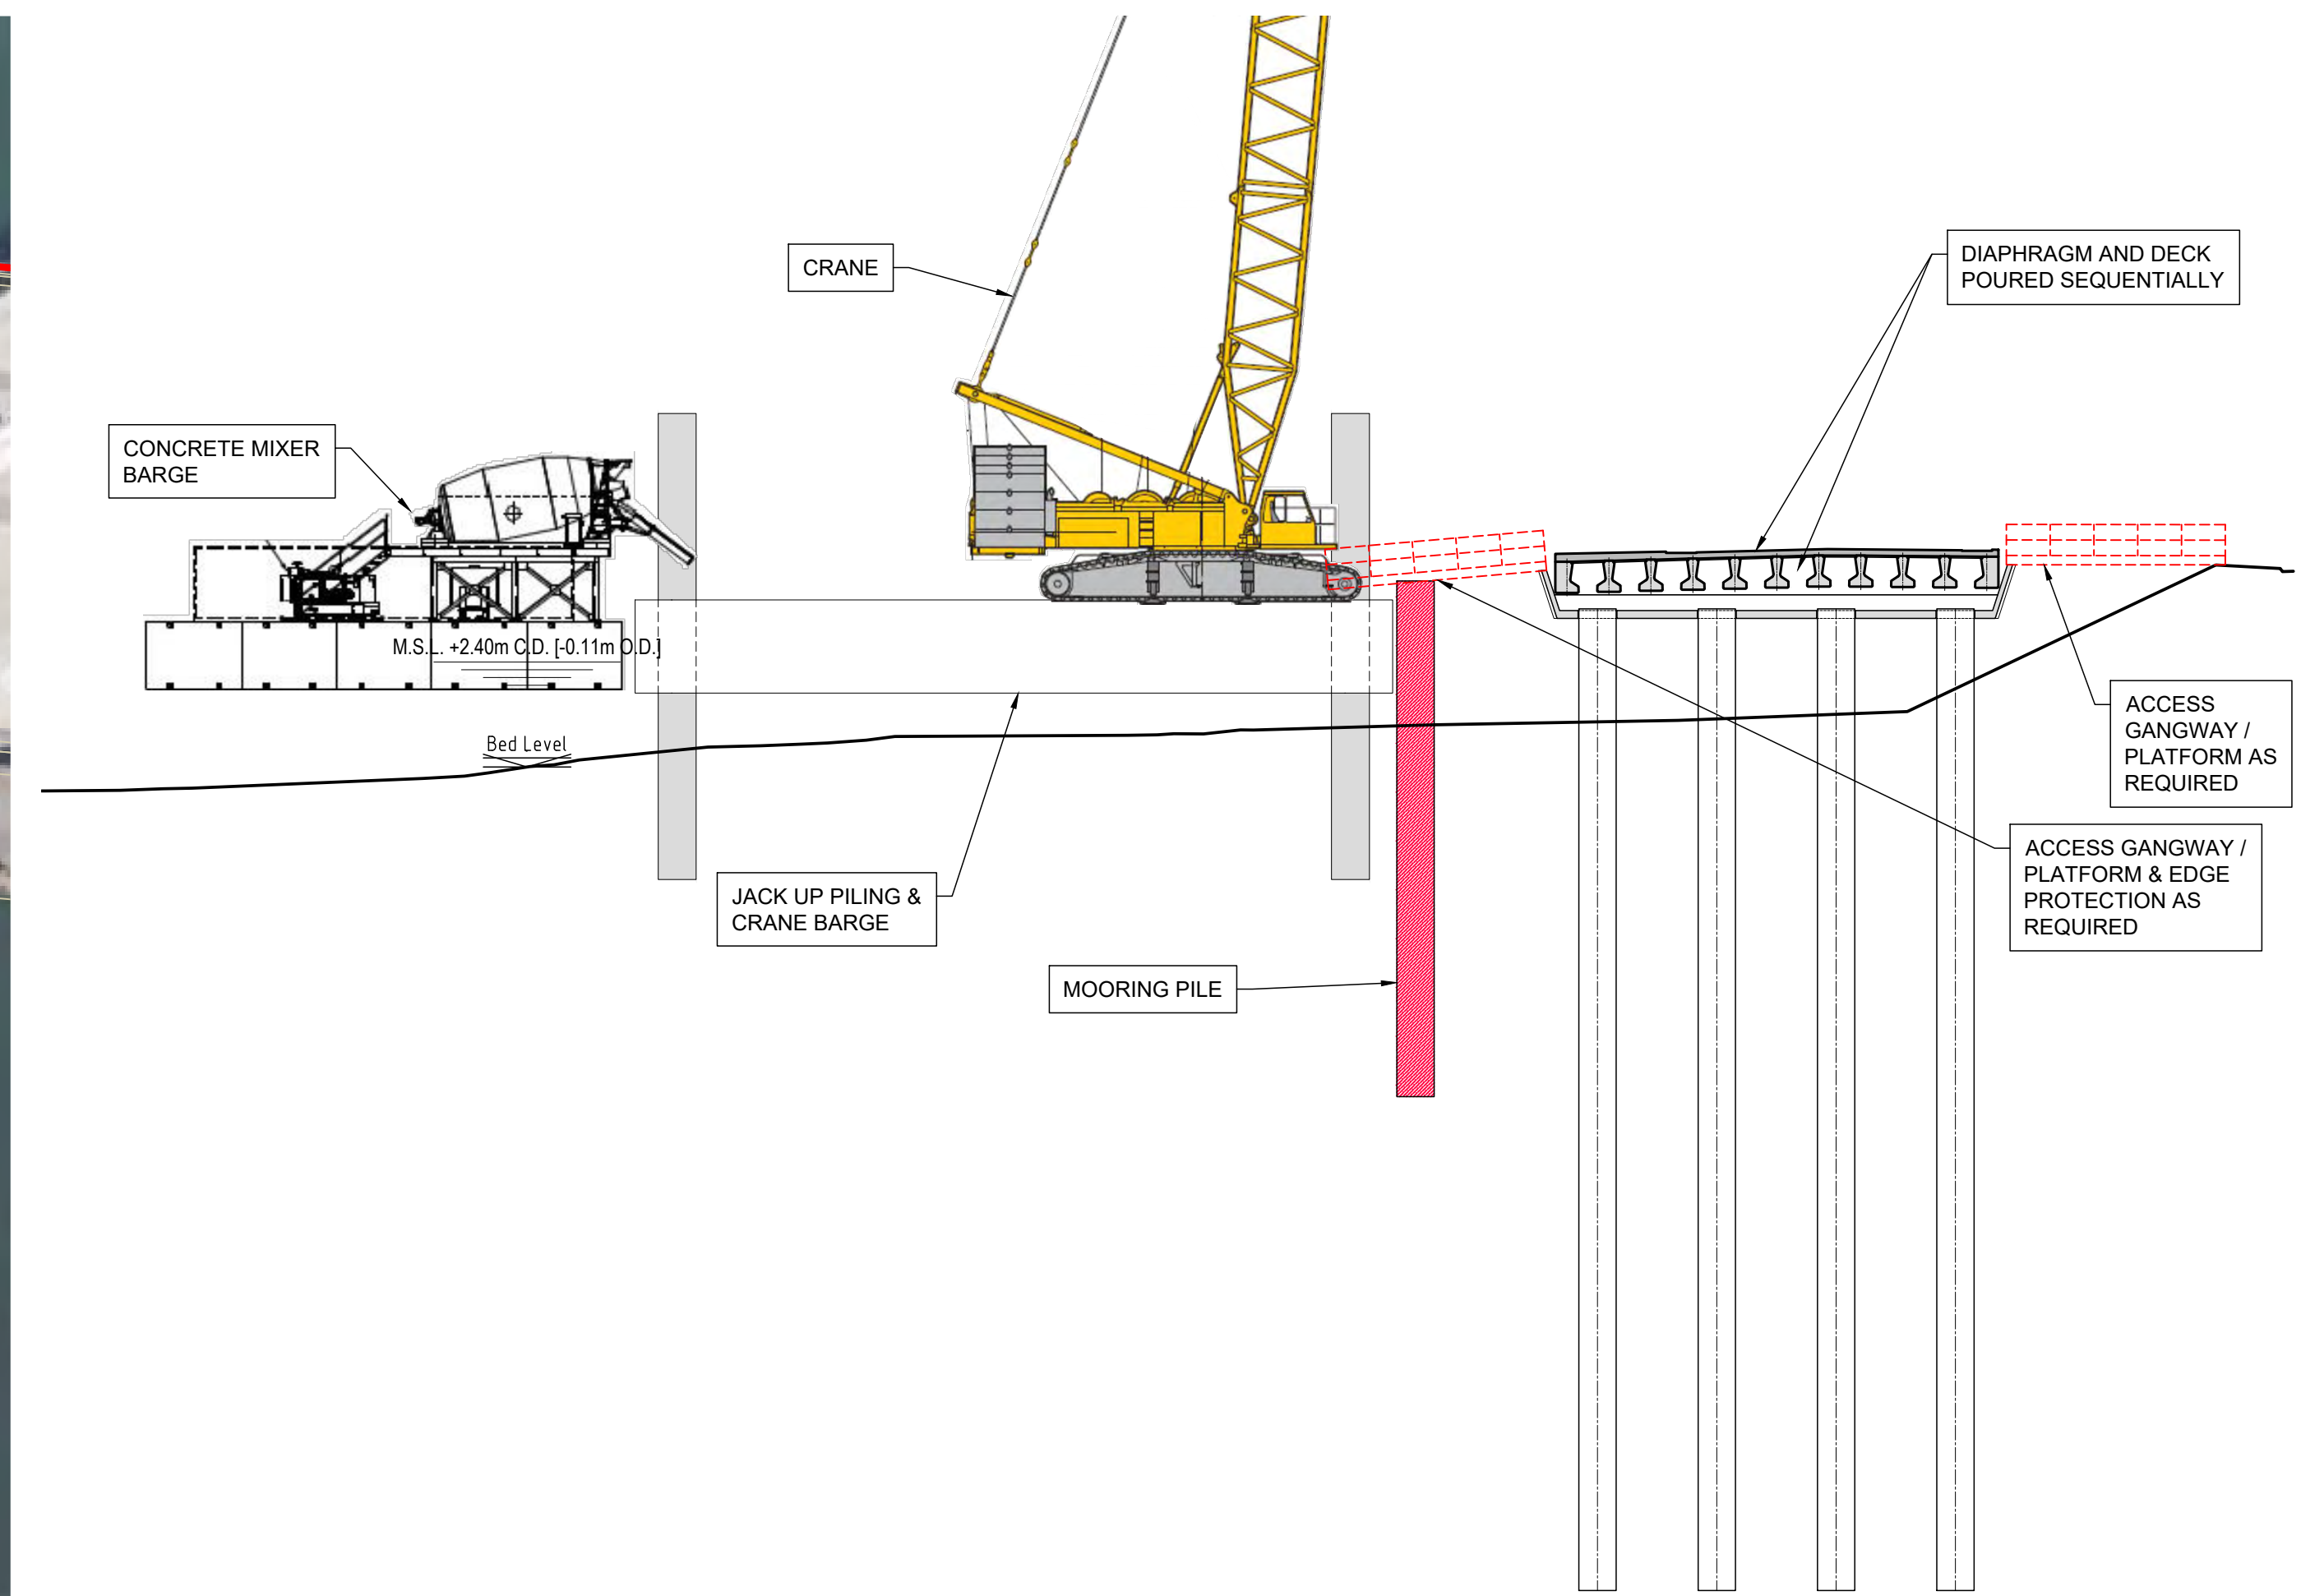 CRANE
DIAPHRAGM AND DECK
POURED SEQUENTIALLY
CONCRETE MIXER
BARGE
M.S.L. +2.40m C.D. [-0.11m O.D.]
Bed Level
ACCESS
GANGWAY /
PLATFORM AS
REQUIRED
ACCESS GANGWAY /
PLATFORM & EDGE
PROTECTION AS
REQUIRED
JACK UP PILING &
CRANE BARGE
MOORING PILE